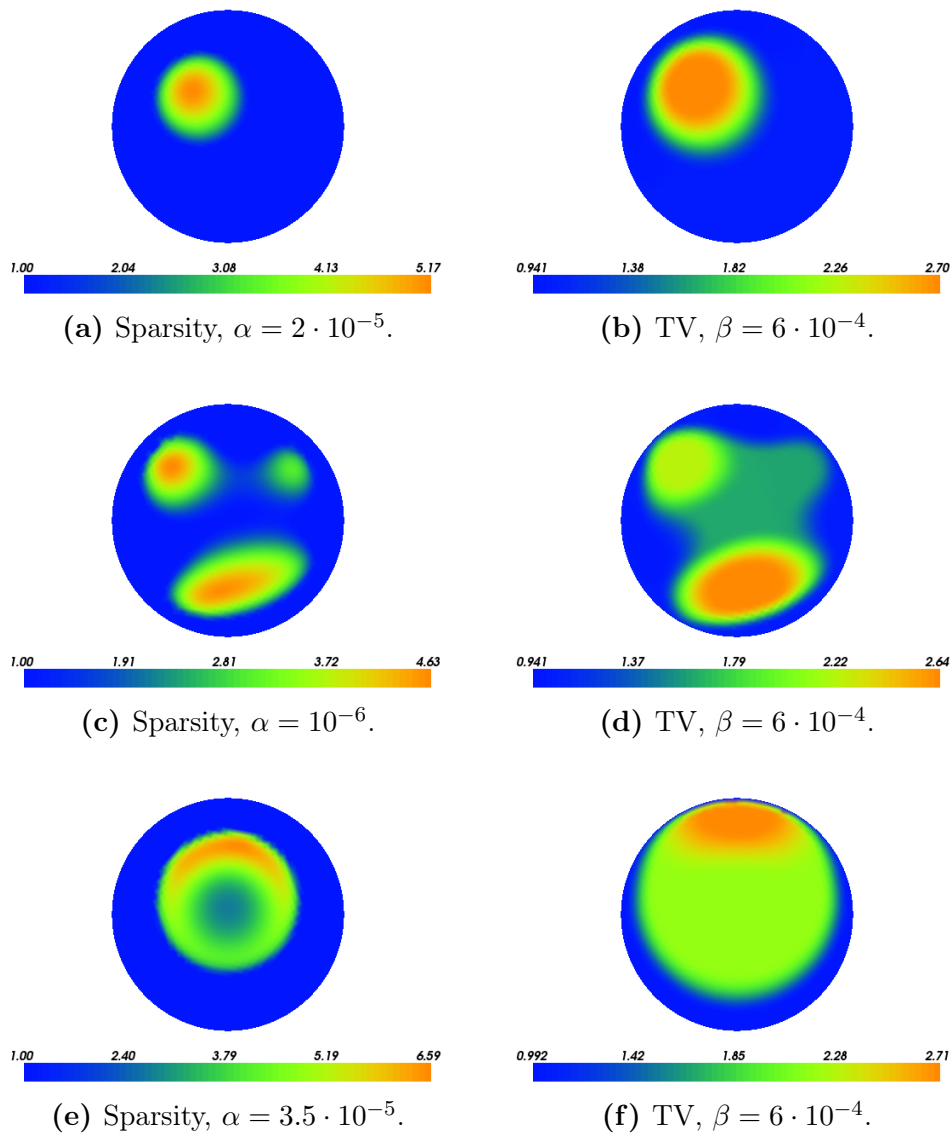 1.00 2.04 3.08 4.13 5.17
0.941 1.38 1.82 2.26 2.70
(a) Sparsity, α = 2 · 10⁻⁵.
(b) TV, β = 6 · 10⁻⁴.
1.00 1.91 2.81 3.72 4.63
0.941 1.37 1.79 2.22 2.64
(c) Sparsity, α = 10⁻⁶.
(d) TV, β = 6 · 10⁻⁴.
1.00 2.40 3.79 5.19 6.59
0.992 1.42 1.85 2.28 2.71
(e) Sparsity, α = 3.5 · 10⁻⁵.
(f) TV, β = 6 · 10⁻⁴.